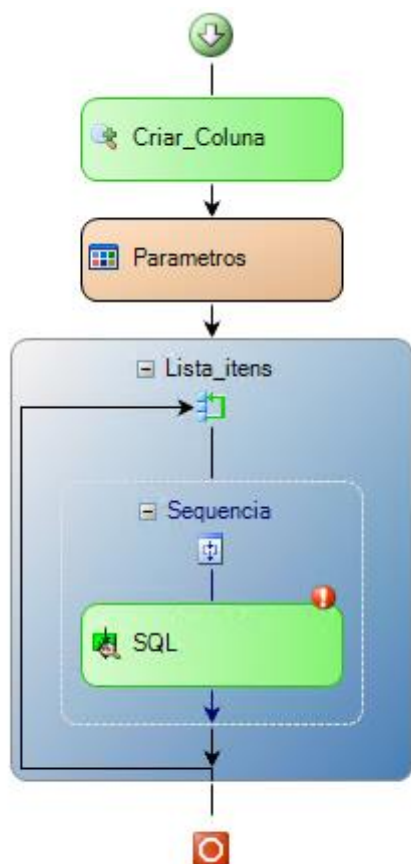 Criar_Coluna
Parametros
Lista_itens
Sequencia
SQL